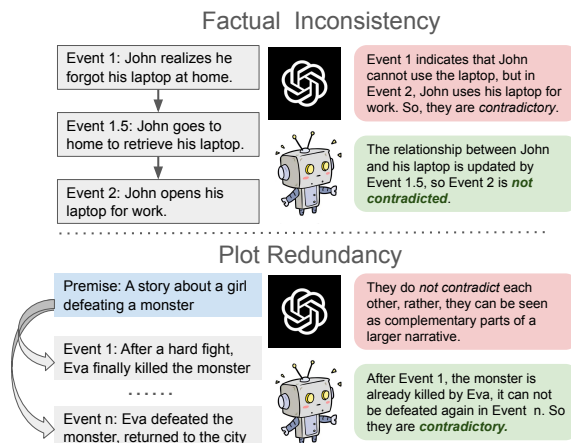 Factual Inconsistency
Event 1: John realizes he
forgot his laptop at home.
Event 1 indicates that John
cannot use the laptop, but in
Event 2, John uses his laptop for
work. So, they are contradictory.
Event 1.5: John goes to
home to retrieve his laptop.
The relationship between John
and his laptop is updated by
Event 1.5, so Event 2 is not
contradicted.
Event 2: John opens his
laptop for work.
Plot Redundancy
Premise: A story about a girl
defeating a monster
They do not contradict each
other, rather, they can be seen
as complementary parts of a
larger narrative.
Event 1: After a hard fight,
Eva finally killed the monster
......
After Event 1, the monster is
already killed by Eva, it can not
be defeated again in Event n. So
they are contradictory.
Event n: Eva defeated the
monster, returned to the city